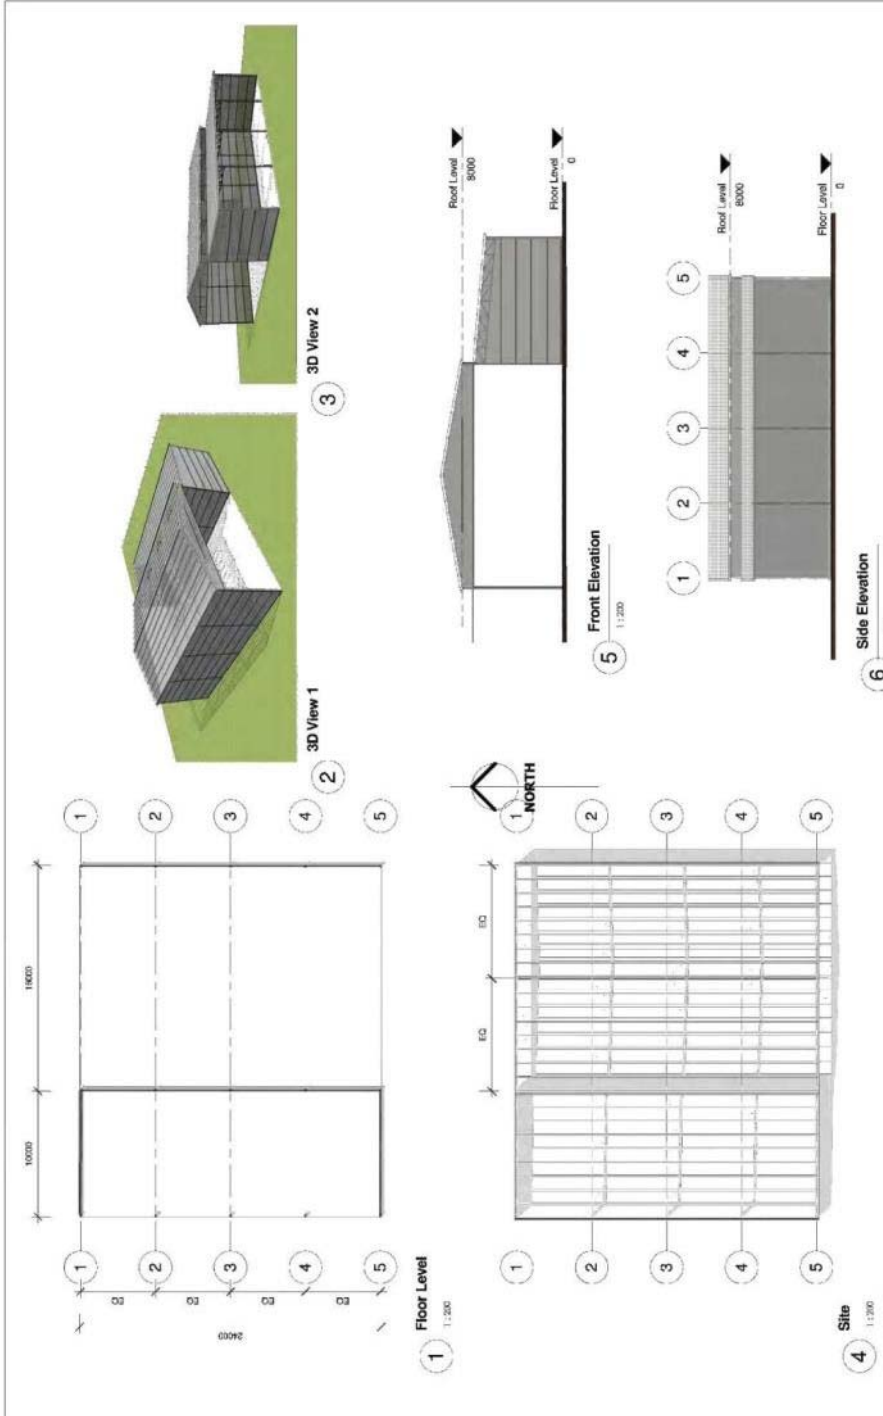 10000
18000
1
1
EQ
2
2
EQ
3
3
EQ
4
4
EQ
5
5
24000
Floor Level
1
1 : 200
3D View 1
2
3D View 2
3
NORTH
EQ
EQ
1
1
2
2
3
3
4
4
5
5
Site
4
1 : 200
Roof Level
8000
Floor Level
0
Front Elevation
5
1 : 200
1
2
3
4
5
Roof Level
8000
Floor Level
0
Side Elevation
6